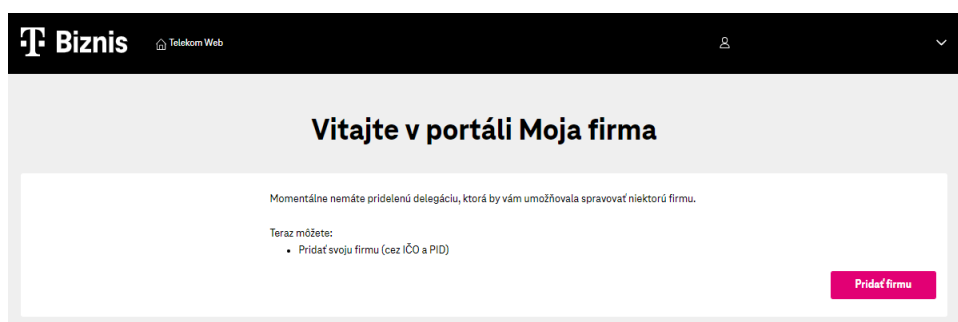 T Biznis
Telekom Web
Vitajte v portáli Moja firma
Momentálne nemáte pridelenú delegáciu, ktorá by vám umožňovala spravovať niektorú firmu.
Teraz môžete:
• Pridať svoju firmu (cez IČO a PID)
Pridať firmu